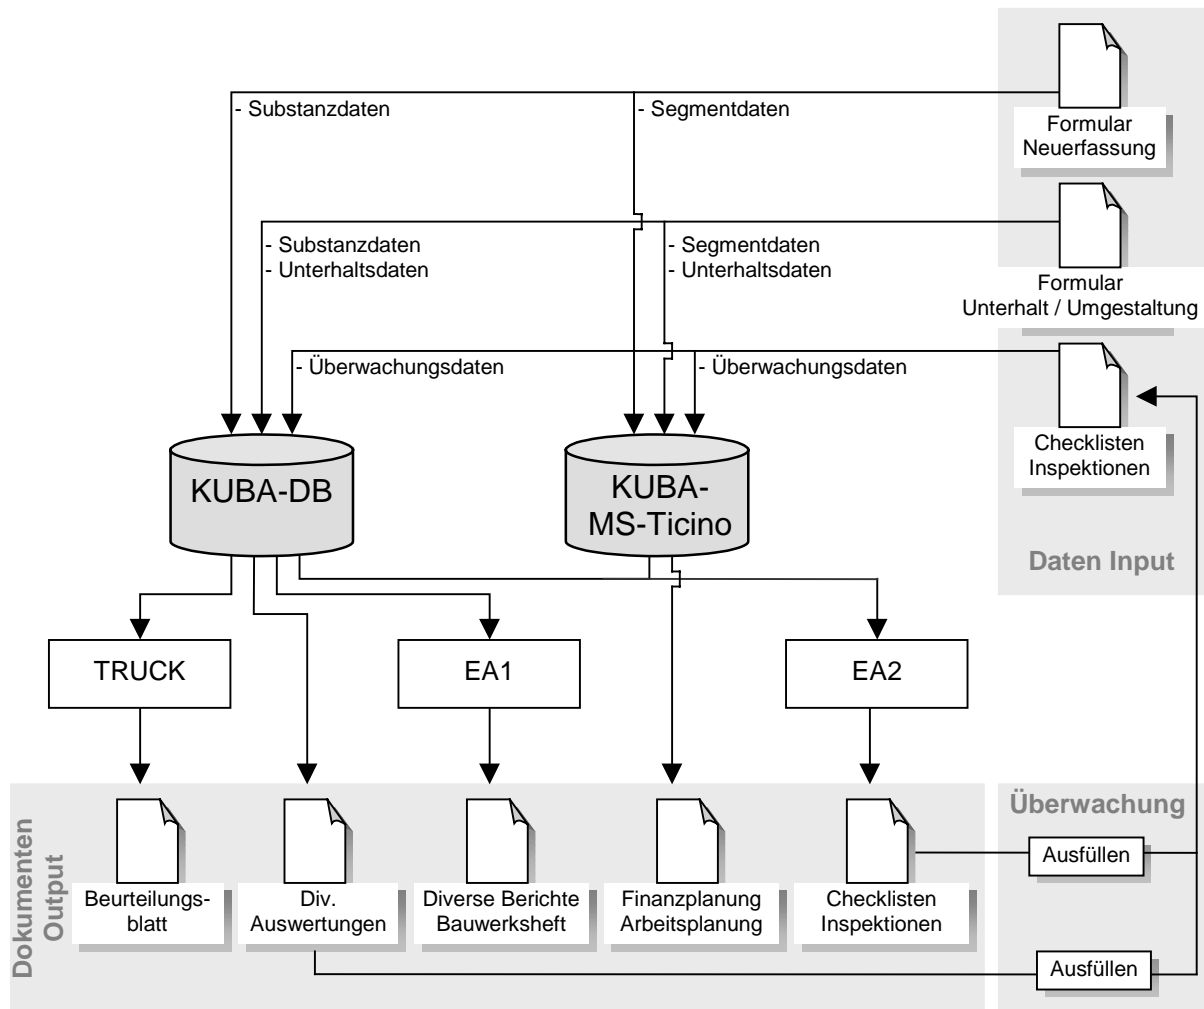 - Substanzdaten
- Segmentdaten
Formular
Neuerfassung
- Substanzdaten
- Unterhaltsdaten
- Segmentdaten
- Unterhaltsdaten
Formular
Unterhalt / Umgestaltung
- Überwachungsdaten
- Überwachungsdaten
Checklisten
Inspektionen
KUBA-DB
KUBA-
MS-Ticino
Daten Input
TRUCK
EA1
EA2
Dokumenten
Output
Beurteilungs-
blatt
Div.
Auswertungen
Diverse Berichte
Bauwerksheft
Finanzplanung
Arbeitsplanung
Checklisten
Inspektionen
Überwachung
Ausfüllen
Ausfüllen